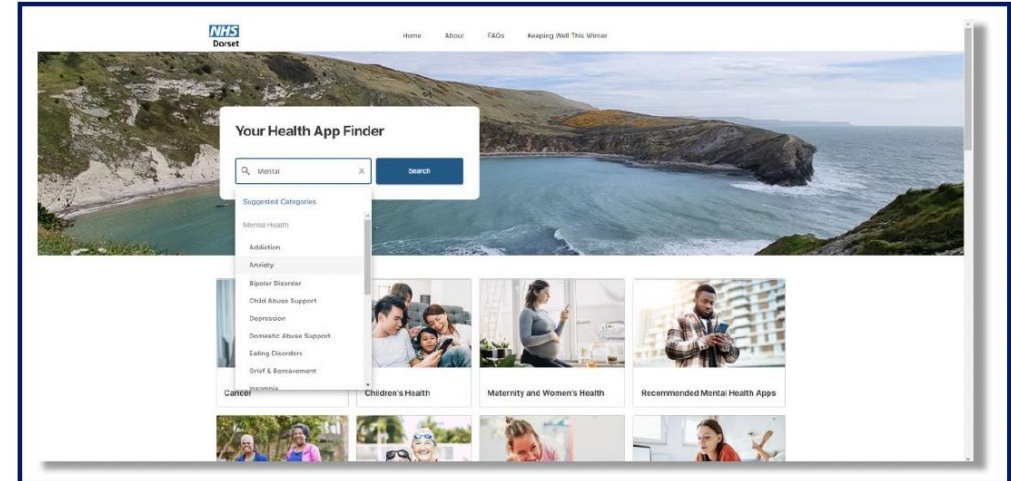 NHS
Dorset
Home About FAQs Keeping Well This Winter
Your Health App Finder
Mental
Search
Suggested Categories
Mental Health
Addiction
Anxiety
Bipolar Disorder
Child Abuse Support
Depression
Domestic Abuse Support
Eating Disorders
Grief & Bereavement
Insomnia
Cancer
Children's Health
Maternity and Women's Health
Recommended Mental Health Apps